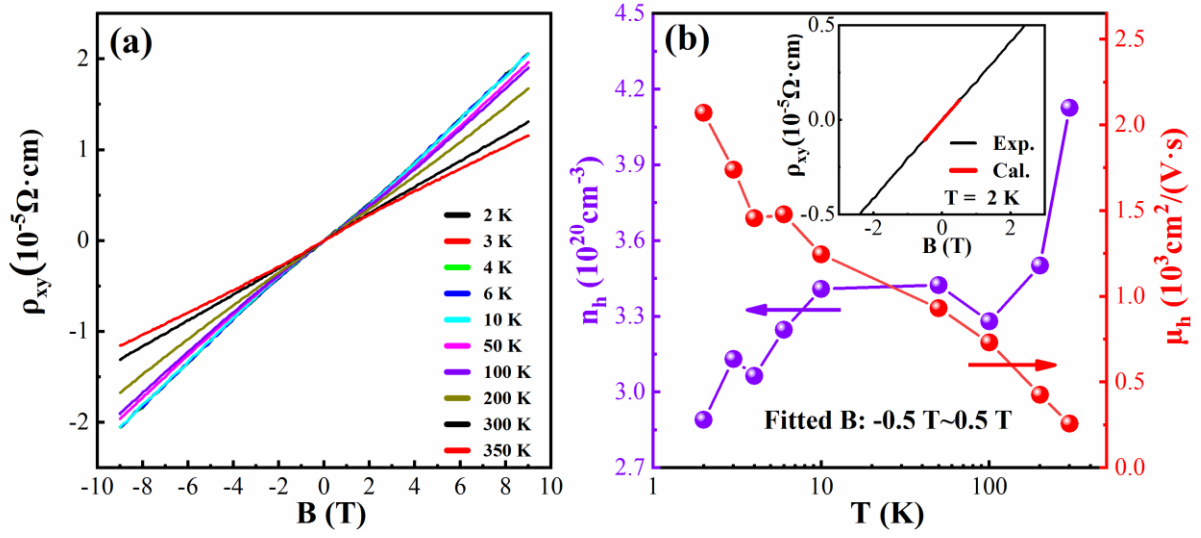 (a)
ρxy(10-5Ω·cm)
2
1
0
-1
-2
2 K
3 K
4 K
6 K
10 K
50 K
100 K
200 K
300 K
350 K
-10 -8 -6 -4 -2 0 2 4 6 8 10
B (T)
(b)
nh (1020cm-3)
4.5
4.2
3.9
3.6
3.3
3.0
2.7
ρxy(10-5Ω·cm)
0.5
0.0
-0.5
Exp.
Cal.
T = 2 K
-2 0 2
B (T)
Fitted B: -0.5 T~0.5 T
2.5
2.0
1.5
1.0
0.5
0.0
μh (103cm2/(V·s)
1 10 100
T (K)